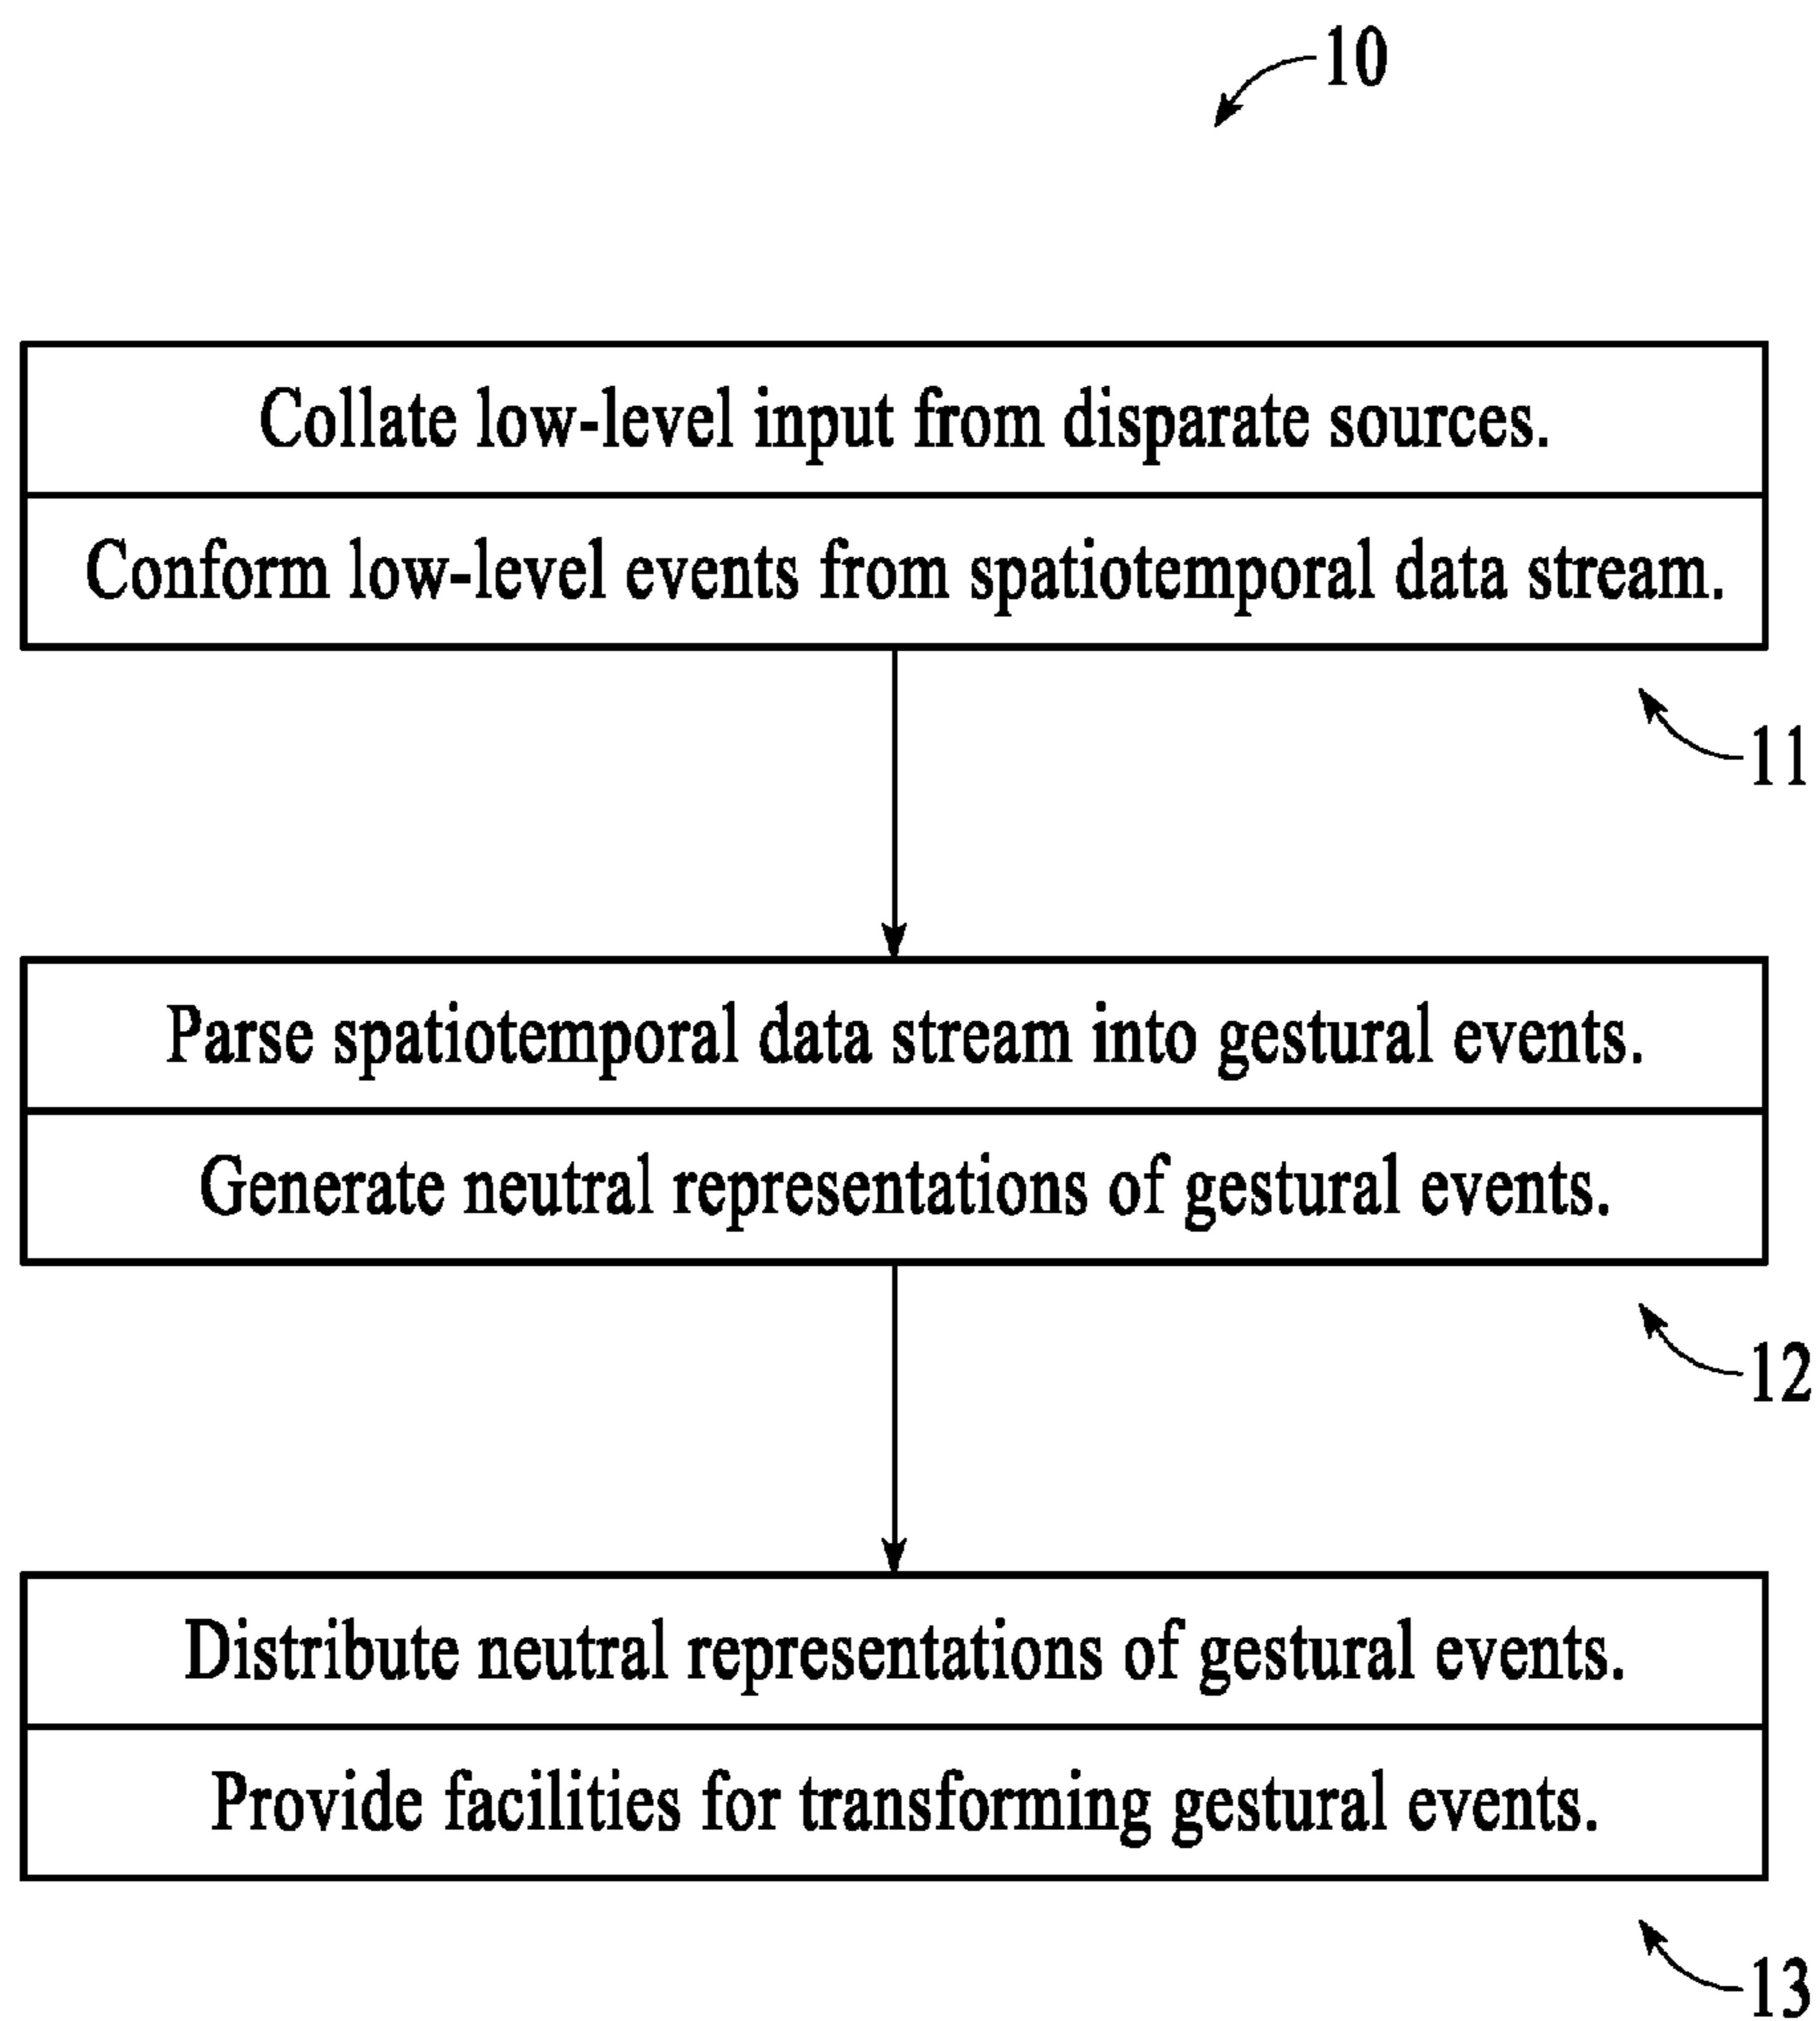 10
Collate low-level input from disparate sources.
Conform low-level events from spatiotemporal data stream.
11
Parse spatiotemporal data stream into gestural events.
Generate neutral representations of gestural events.
12
Distribute neutral representations of gestural events.
Provide facilities for transforming gestural events.
13